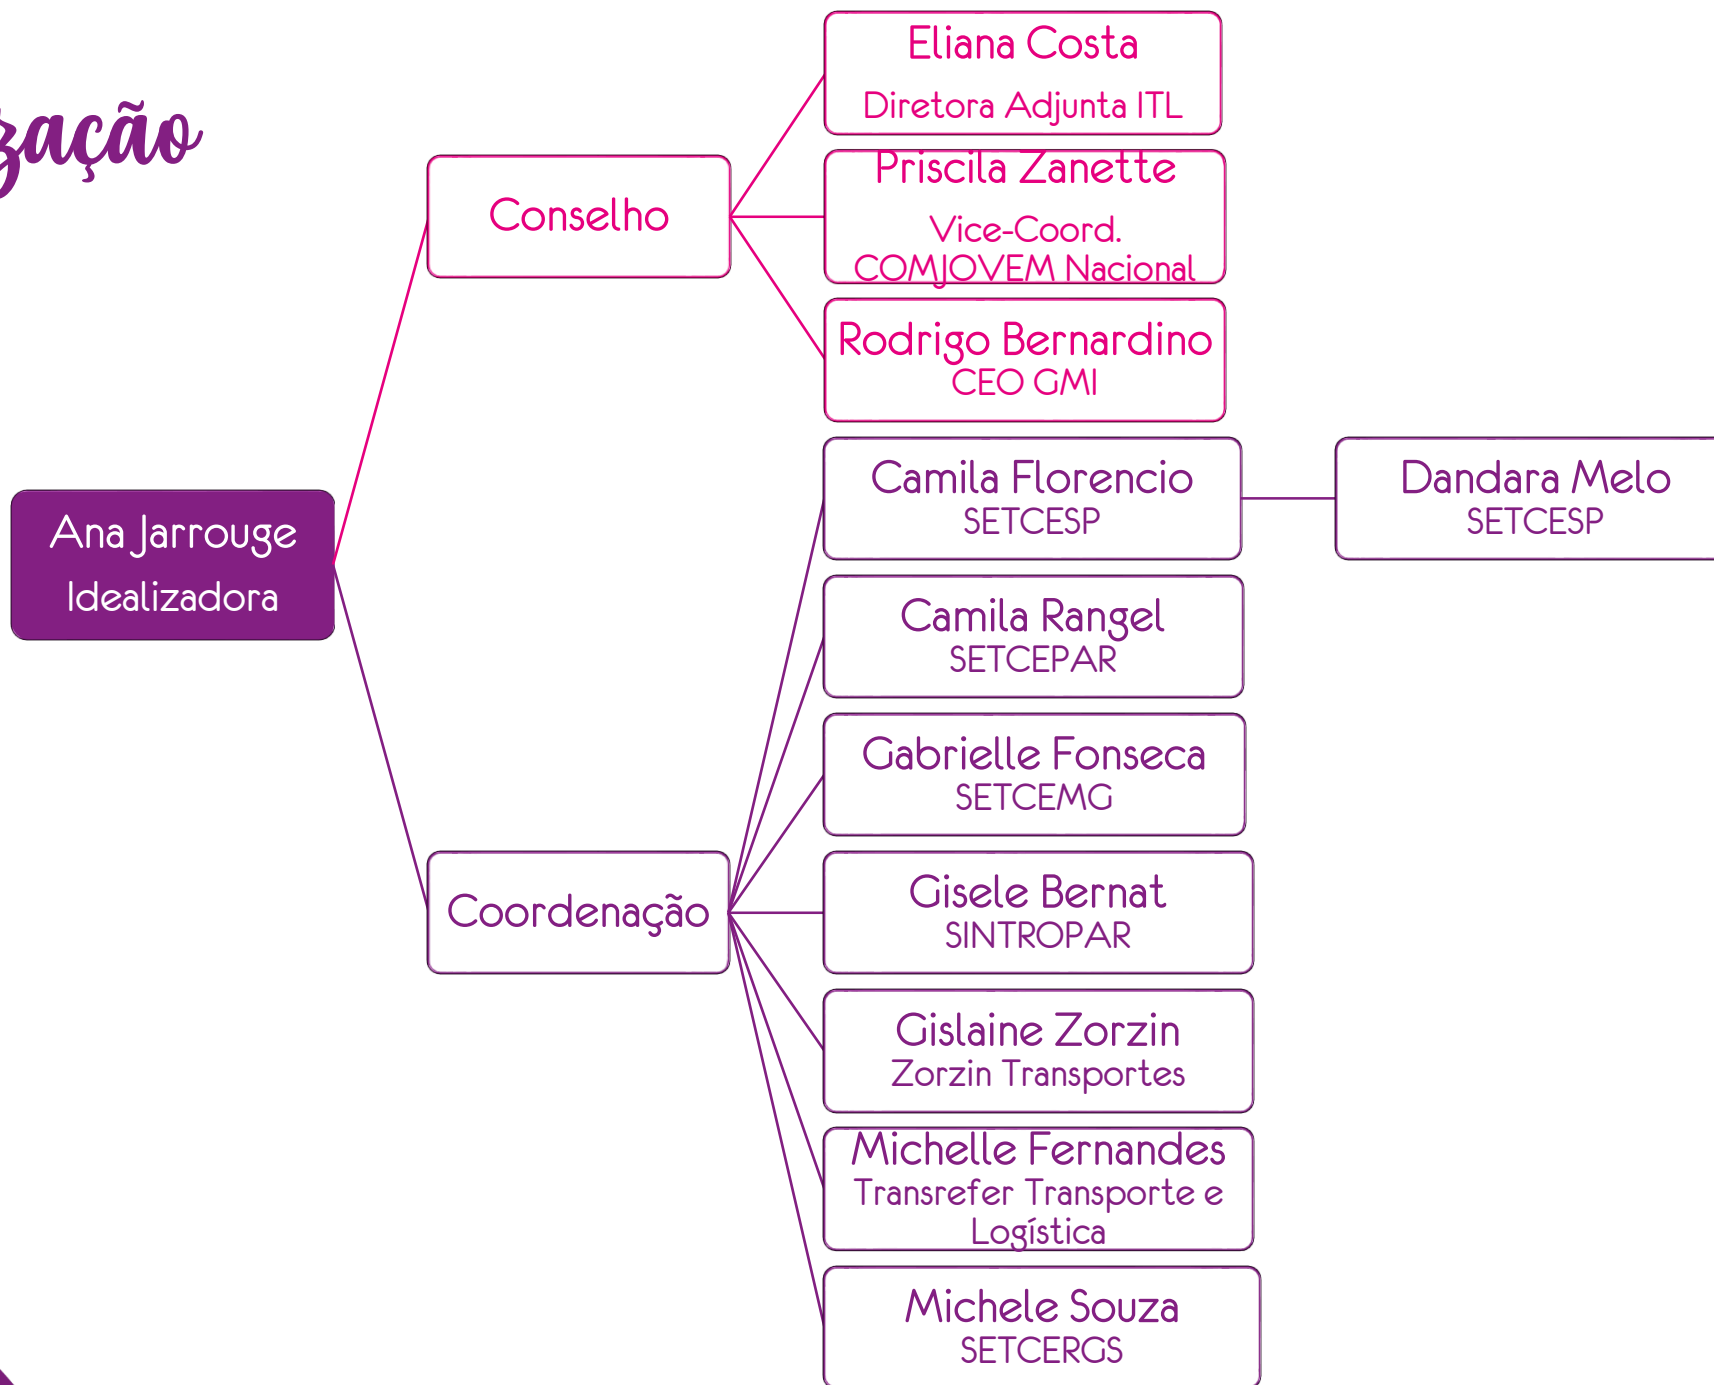 Ana Jarrouge
Idealizadora
Conselho
Eliana Costa
Diretora Adjunta ITL
Priscila Zanette
Vice-Coord.
COMJOVEM Nacional
Rodrigo Bernardino
CEO GMI
Coordenação
Camila Florencio
SETCESP
Dandara Melo
SETCESP
Camila Rangel
SETCEPAR
Gabrielle Fonseca
SETCEMG
Gisele Bernat
SINTROPAR
Gislaine Zorzin
Zorzin Transportes
Michelle Fernandes
Transrefer Transporte e
Logística
Michele Souza
SETCERGS